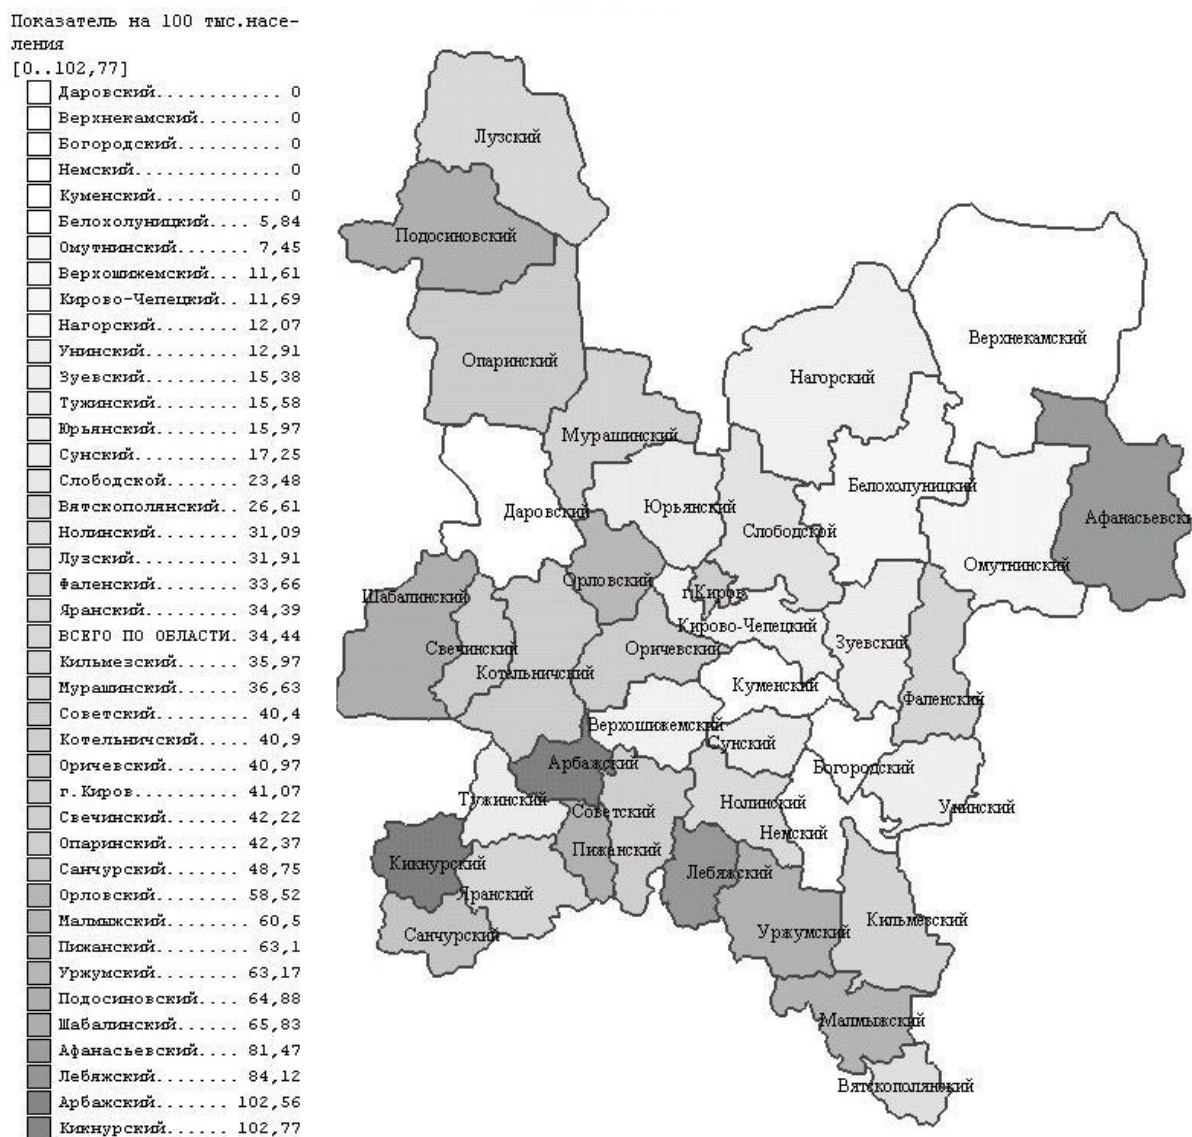 Показатель на 100 тыс.насе-
ления
[0..102,77]
Даровский............ 0
Верхнекамский........ 0
Богородский.......... 0
Немский.............. 0
Куменский............ 0
Белохолуницкий.... 5,84
Омутнинский....... 7,45
Верхошижемский... 11,61
Кирово-Чепецкий.. 11,69
Нагорский........ 12,07
Унинский......... 12,91
Зуевский......... 15,38
Тужинский........ 15,58
Юрьянский........ 15,97
Сунский.......... 17,25
Слободской....... 23,48
Вятскополянский.. 26,61
Нолинский........ 31,09
Лузский.......... 31,91
Фаленский........ 33,66
Яранский......... 34,39
ВСЕГО ПО ОБЛАСТИ. 34,44
Кильмезский...... 35,97
Мурашинский...... 36,63
Советский......... 40,4
Котельничский..... 40,9
Оричевский....... 40,97
г.Киров.......... 41,07
Свечинский....... 42,22
Опаринский....... 42,37
Санчурский....... 48,75
Орловский........ 58,52
Малмыжский........ 60,5
Пижанский......... 63,1
Уржумский........ 63,17
Подосиновский.... 64,88
Шабалинский...... 65,83
Афанасьевский.... 81,47
Лебяжский........ 84,12
Арбажский....... 102,56
Кикнурский...... 102,77
Лузский
Подосиновский
Верхнекамский
Опаринский
Нагорский
Мурашинский
Белохолуницкий
Даровский
Юрьянский
Слободской
Афанасьевски
Омутнинский
Орловский
Шабалинский
г.Киров
Кирово-Чепецкий
Свечинский
Оричевский
Зуевский
Котельничский
Куменский
Фаленский
Верхошижемский
Сунский
Арбажский
Богородский
Тужинский
Советский
Нолинский
Унинский
Немский
Пижанский
Кикнурский
Лебяжский
Яранский
Кильмезский
Санчурский
Уржумский
Малмыжский
Вятскополянский